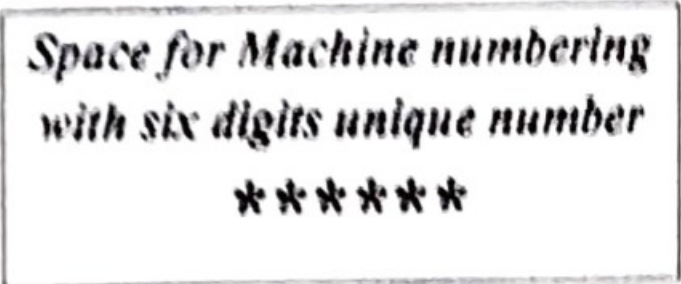 Space for Machine numbering
with six digits unique number
******